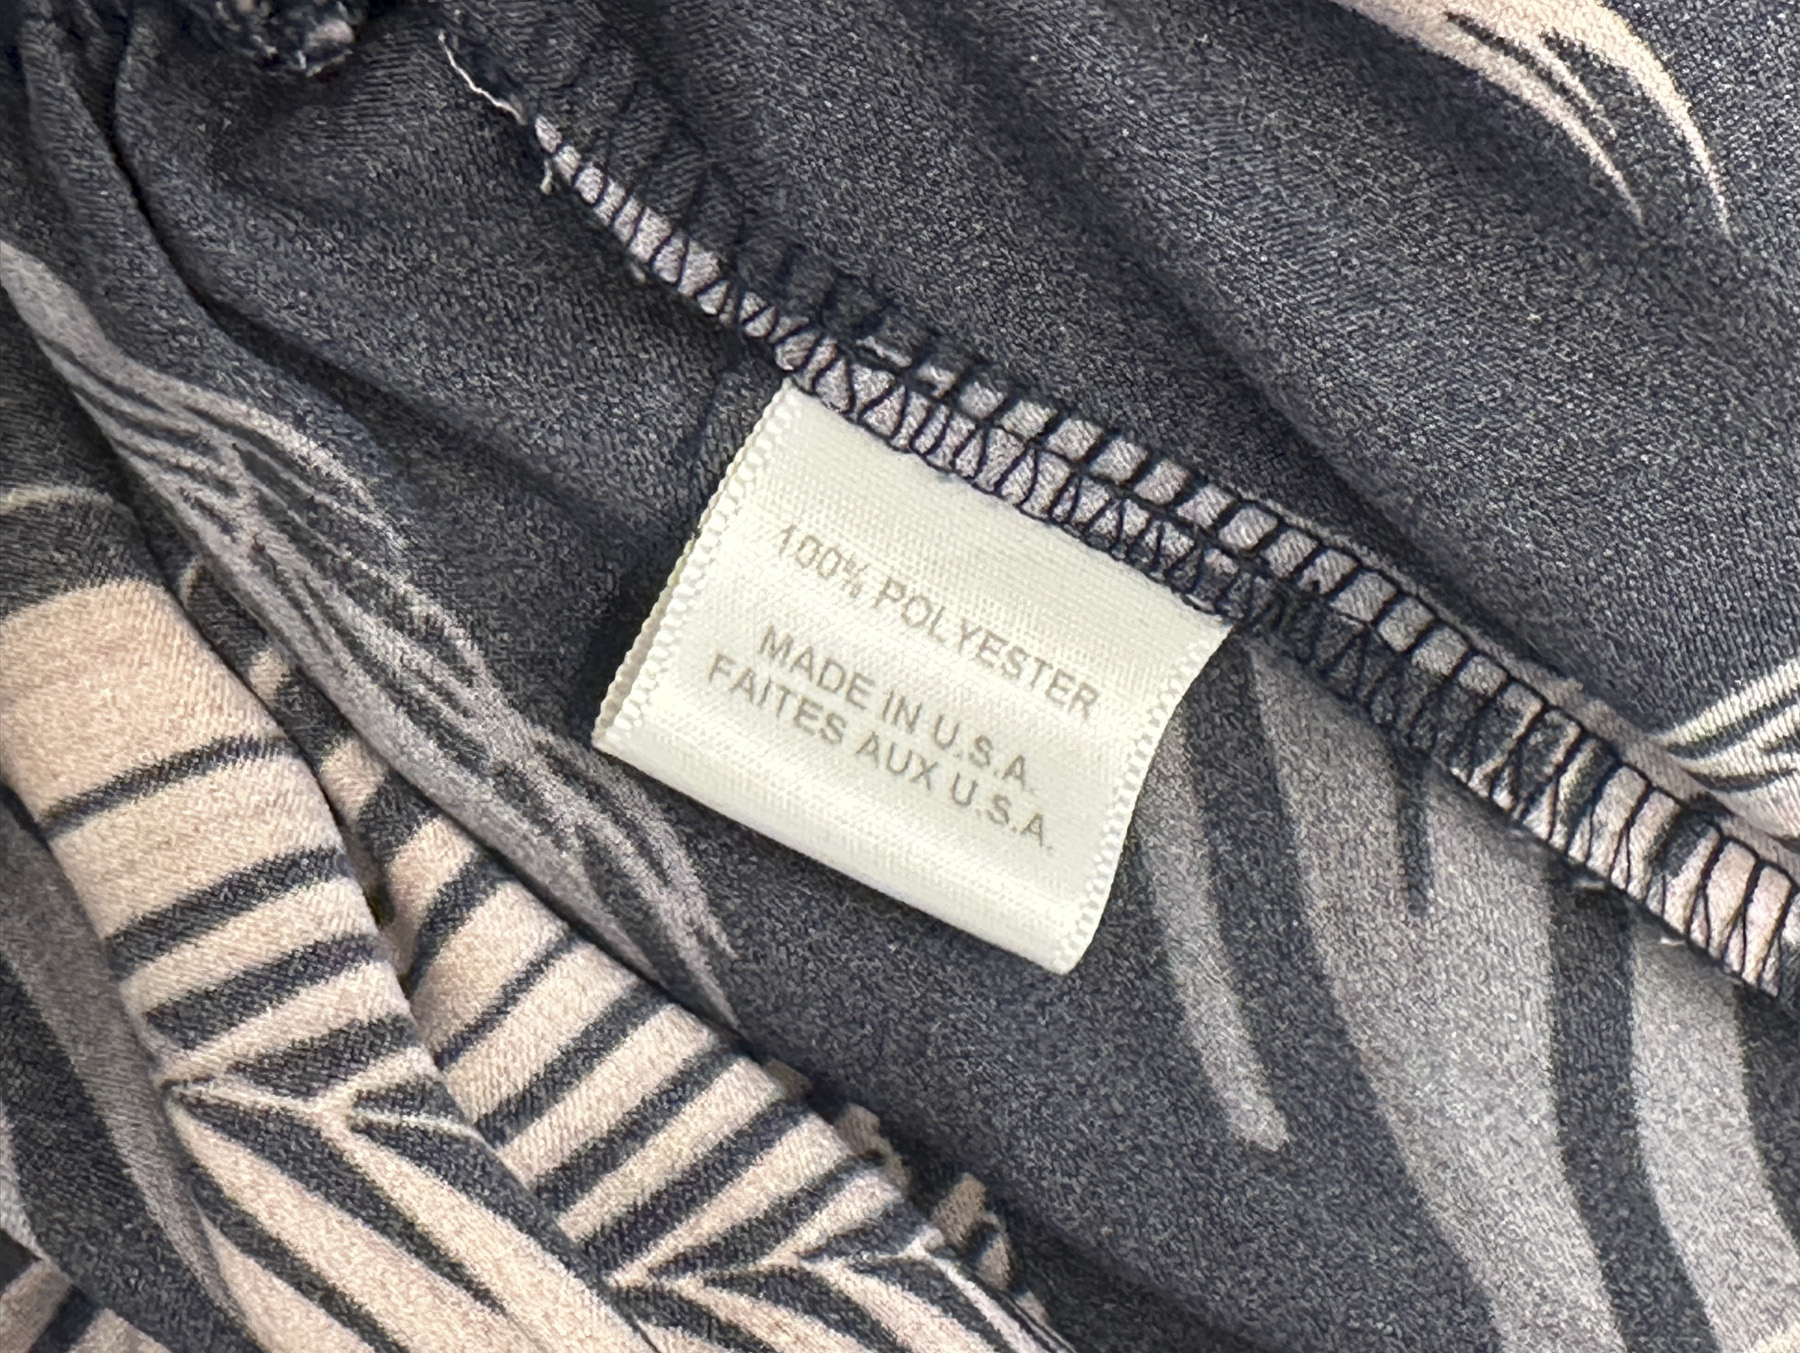 100% POLYESTER
MADE IN U.S.A.
FAITES AUX U.S.A.